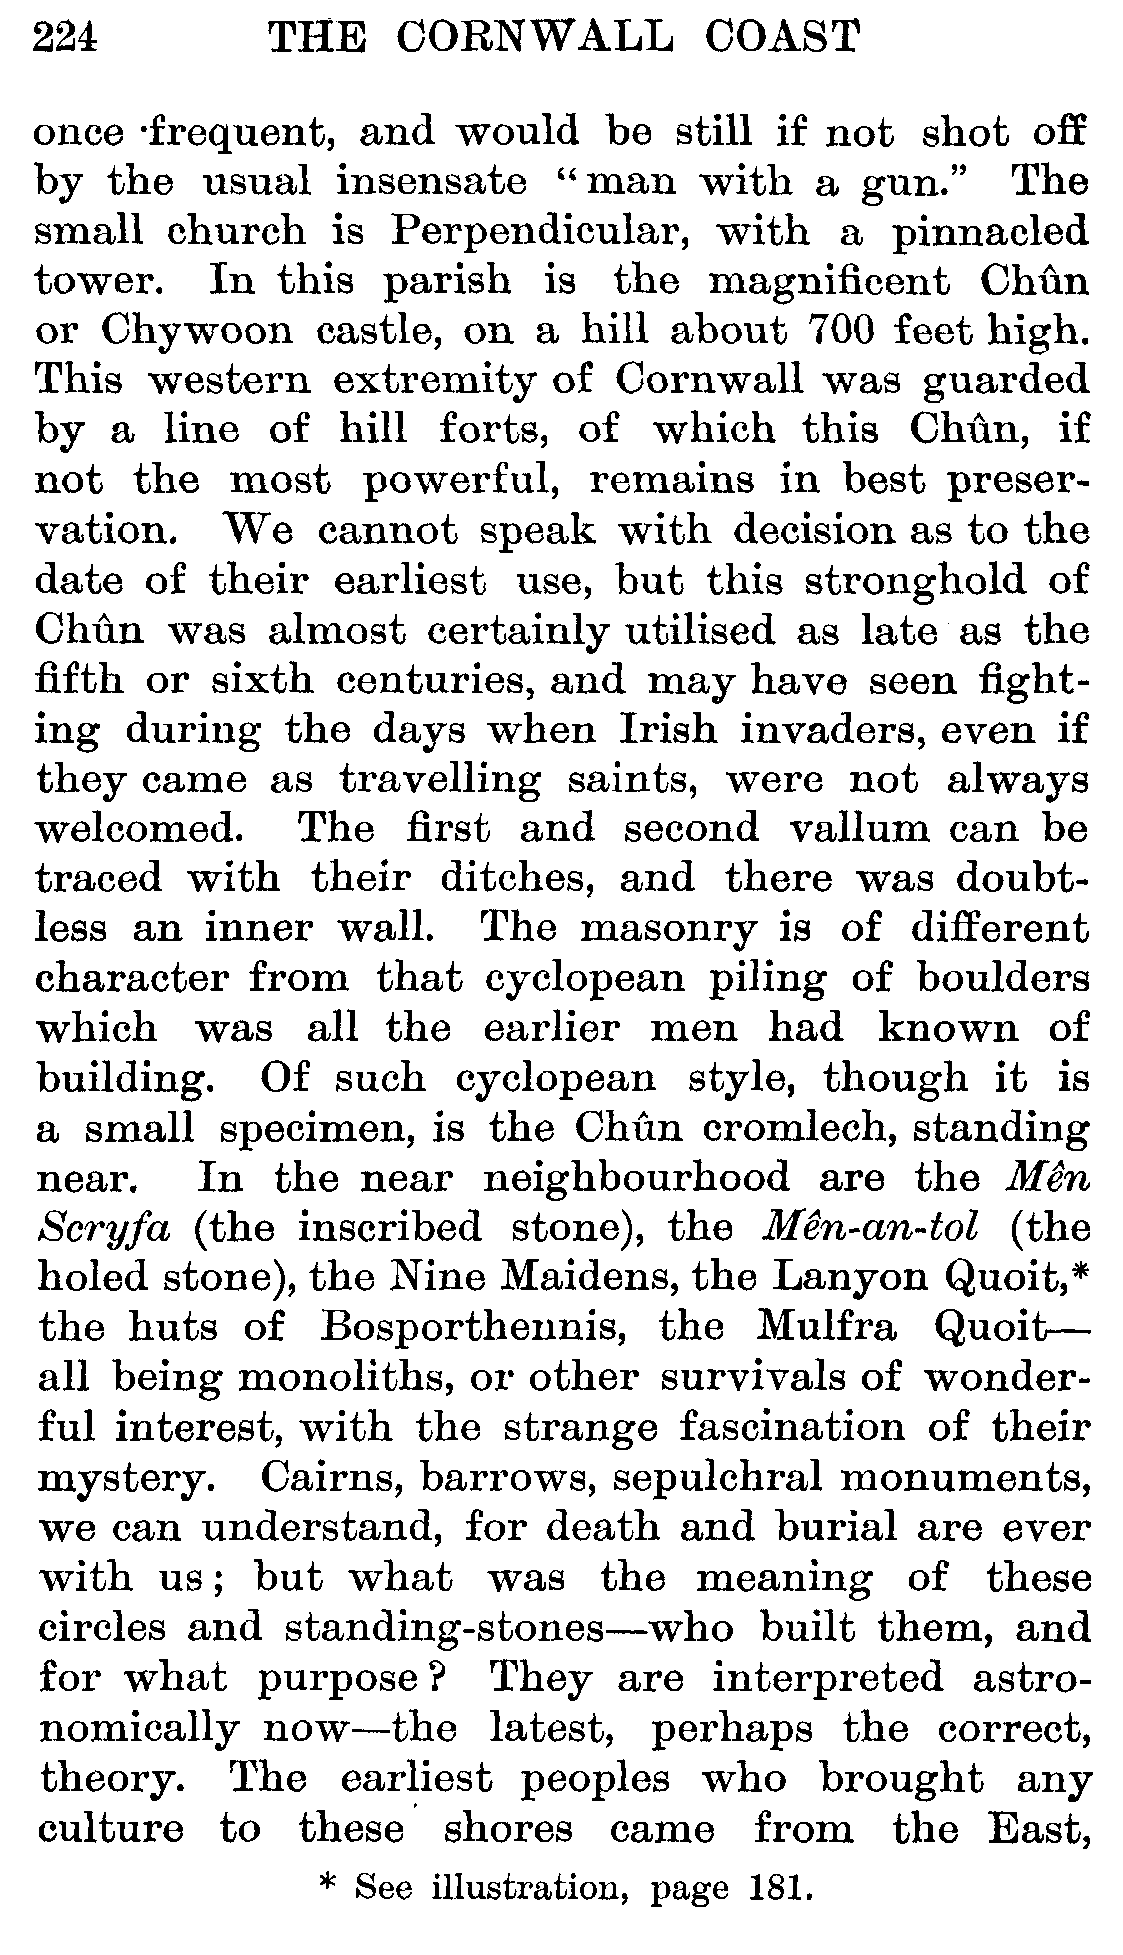 224 THE CORNWALL COAST
once frequent, and would be still if not shot off
by the usual insensate “man with a gun.” The
small church is Perpendicular, with a pinnacled
tower. In this parish is the magnificent Chûn
or Chywoon castle, on a hill about 700 feet high.
This western extremity of Cornwall was guarded
by a line of hill forts, of which this Chûn, if
not the most powerful, remains in best preser-
vation. We cannot speak with decision as to the
date of their earliest use, but this stronghold of
Chûn was almost certainly utilised as late as the
fifth or sixth centuries, and may have seen fight-
ing during the days when Irish invaders, even if
they came as travelling saints, were not always
welcomed. The first and second vallum can be
traced with their ditches, and there was doubt-
less an inner wall. The masonry is of different
character from that cyclopean piling of boulders
which was all the earlier men had known of
building. Of such cyclopean style, though it is
a small specimen, is the Chûn cromlech, standing
near. In the near neighbourhood are the Mên
Scryfa (the inscribed stone), the Mên-an-tol (the
holed stone), the Nine Maidens, the Lanyon Quoit,*
the huts of Bosporthennis, the Mulfra Quoit—
all being monoliths, or other survivals of wonder-
ful interest, with the strange fascination of their
mystery. Cairns, barrows, sepulchral monuments,
we can understand, for death and burial are ever
with us; but what was the meaning of these
circles and standing-stones—who built them, and
for what purpose? They are interpreted astro-
nomically now—the latest, perhaps the correct,
theory. The earliest peoples who brought any
culture to these shores came from the East,
* See illustration, page 181.